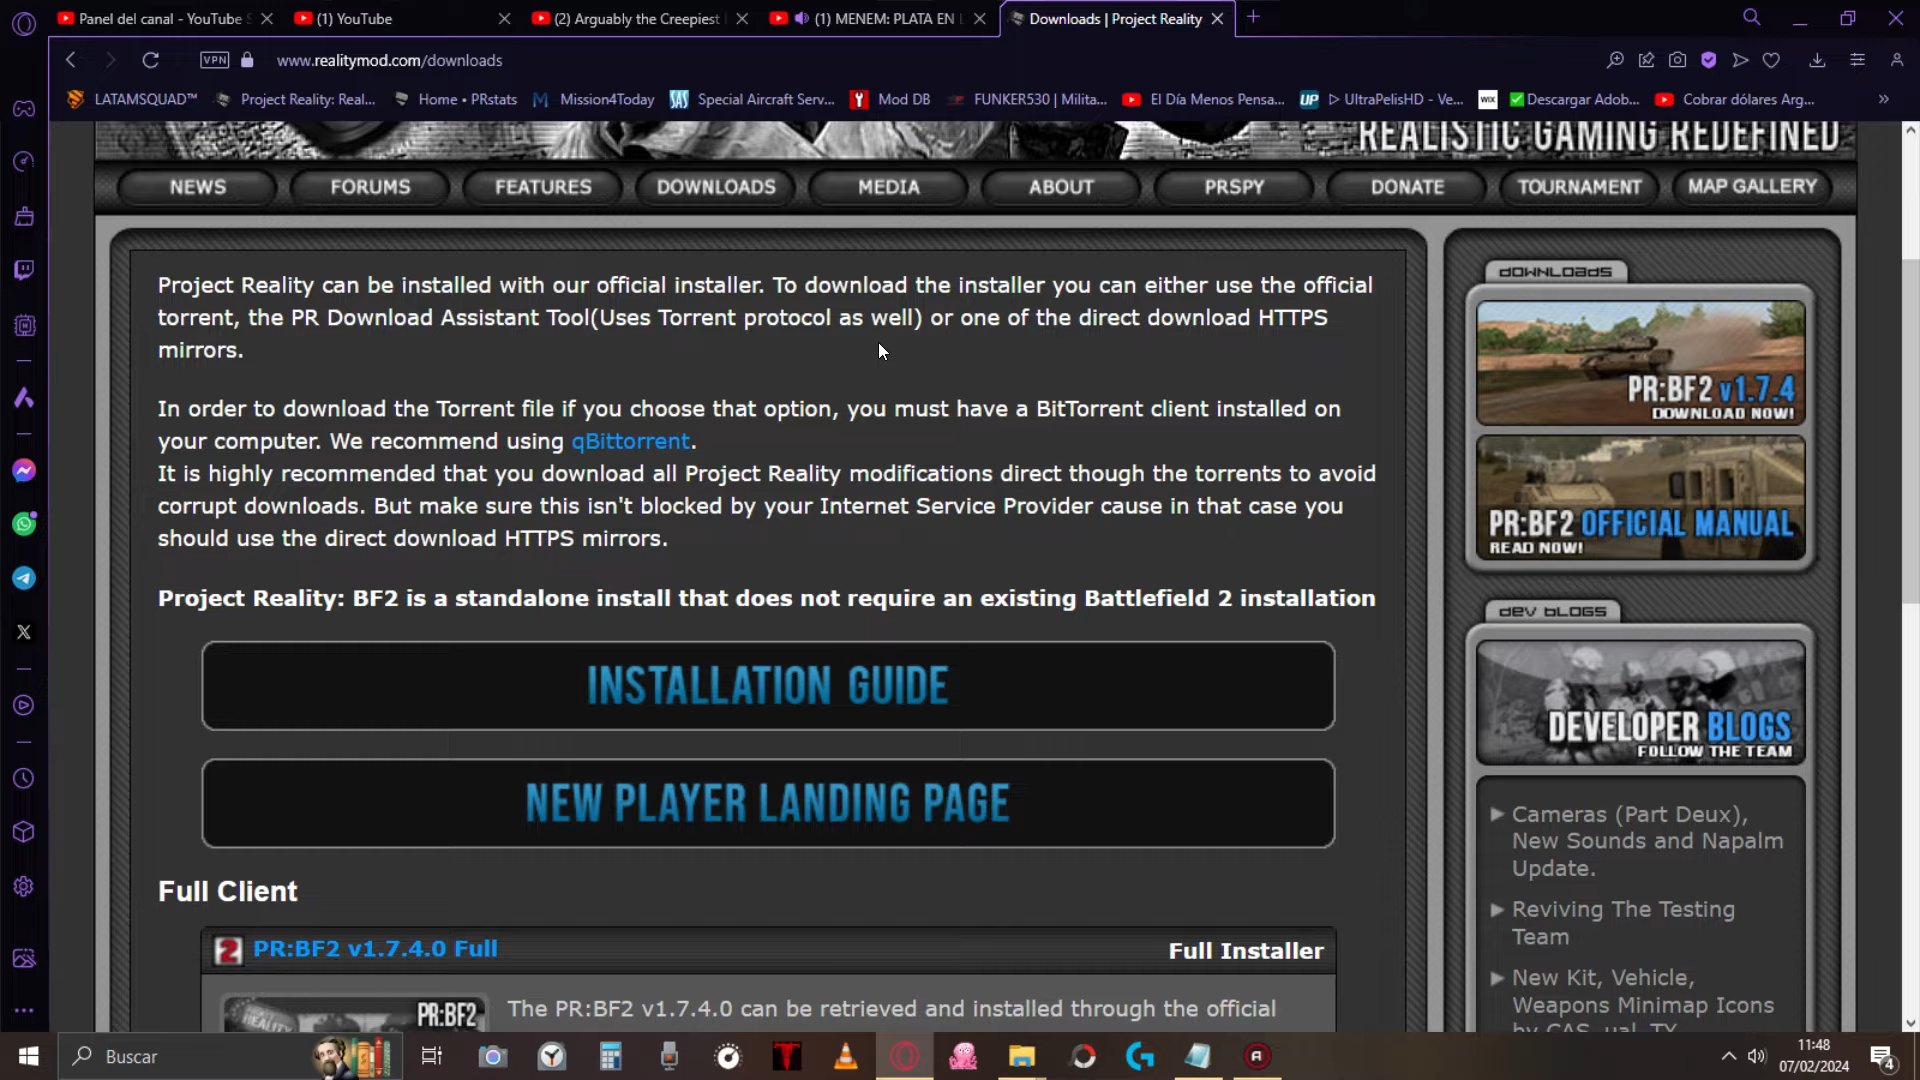 Panel del canal - YouTube S
(1) YouTube
(2) Arguably the Creepiest
(1) MENEM: PLATA EN
Downloads | Project Reality
VPN
www.realitymod.com/downloads
LATAMSQUAD™
Project Reality: Real...
Home • PRstats
Mission4Today
SAS
Special Aircraft Serv...
Mod DB
FUNKER530 | Milita...
El Día Menos Pensa...
UP
▷ UltraPelisHD - Ve...
WIX
✅Descargar Adob...
Cobrar dólares Arg...
»
REALISTIC GAMING REDEFINED
NEWS
FORUMS
FEATURES
DOWNLOADS
MEDIA
ABOUT
PRSPY
DONATE
TOURNAMENT
MAP GALLERY
Project Reality can be installed with our official installer. To download the installer you can either use the official
torrent, the PR Download Assistant Tool(Uses Torrent protocol as well) or one of the direct download HTTPS
mirrors.
In order to download the Torrent file if you choose that option, you must have a BitTorrent client installed on
your computer. We recommend using qBittorrent.
It is highly recommended that you download all Project Reality modifications direct though the torrents to avoid
corrupt downloads. But make sure this isn't blocked by your Internet Service Provider cause in that case you
should use the direct download HTTPS mirrors.
Project Reality: BF2 is a standalone install that does not require an existing Battlefield 2 installation
INSTALLATION GUIDE
NEW PLAYER LANDING PAGE
Full Client
2
PR:BF2 v1.7.4.0 Full
Full Installer
REALITY
PR:BF2
The PR:BF2 v1.7.4.0 can be retrieved and installed through the official
DOWNLOADS
PR:BF2 v1.7.4
DOWNLOAD NOW!
PR:BF2 OFFICIAL MANUAL
READ NOW!
DEV BLOGS
DEVELOPER BLOGS
FOLLOW THE TEAM
Cameras (Part Deux),
New Sounds and Napalm
Update.
Reviving The Testing
Team
New Kit, Vehicle,
Weapons Minimap Icons
by CAS_ual_TY
Buscar
11:48
07/02/2024
4